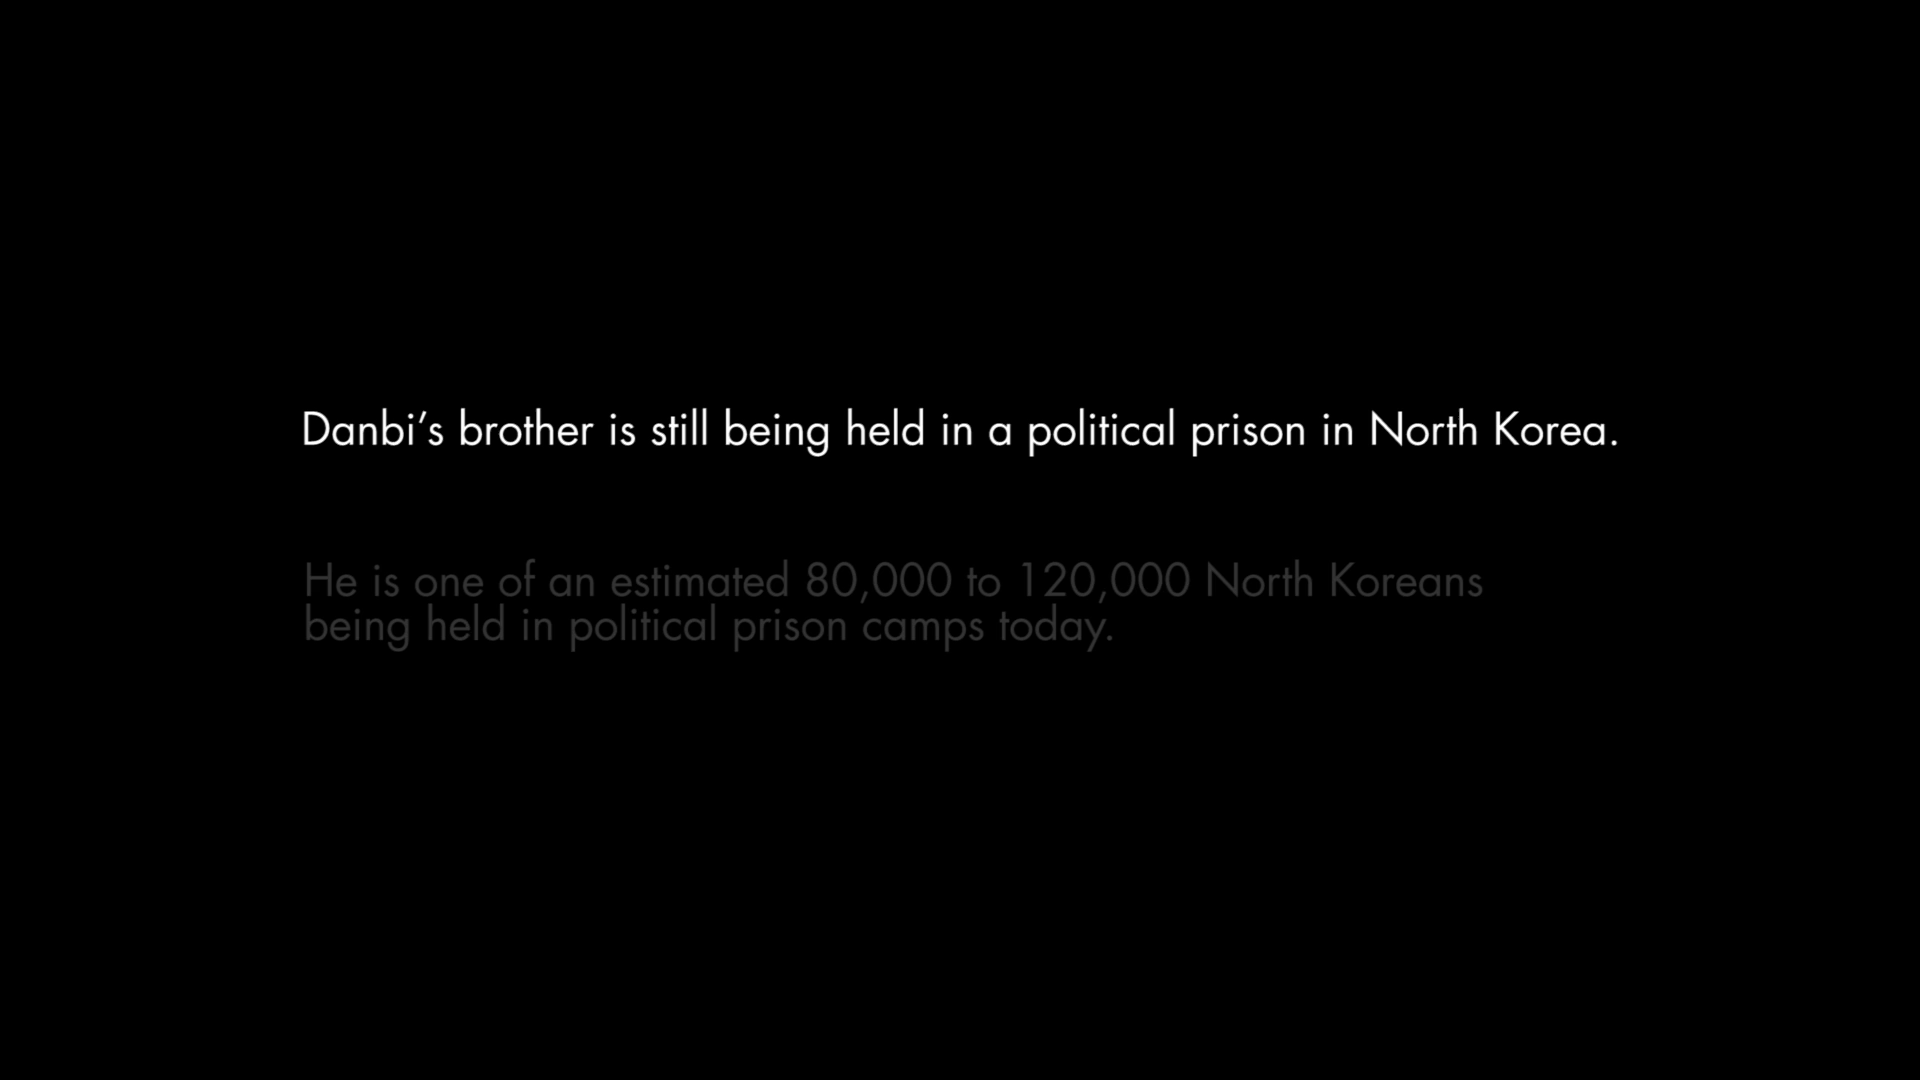 Danbi’s brother is still being held in a political prison in North Korea.
He is one of an estimated 80,000 to 120,000 North Koreans
being held in political prison camps today.